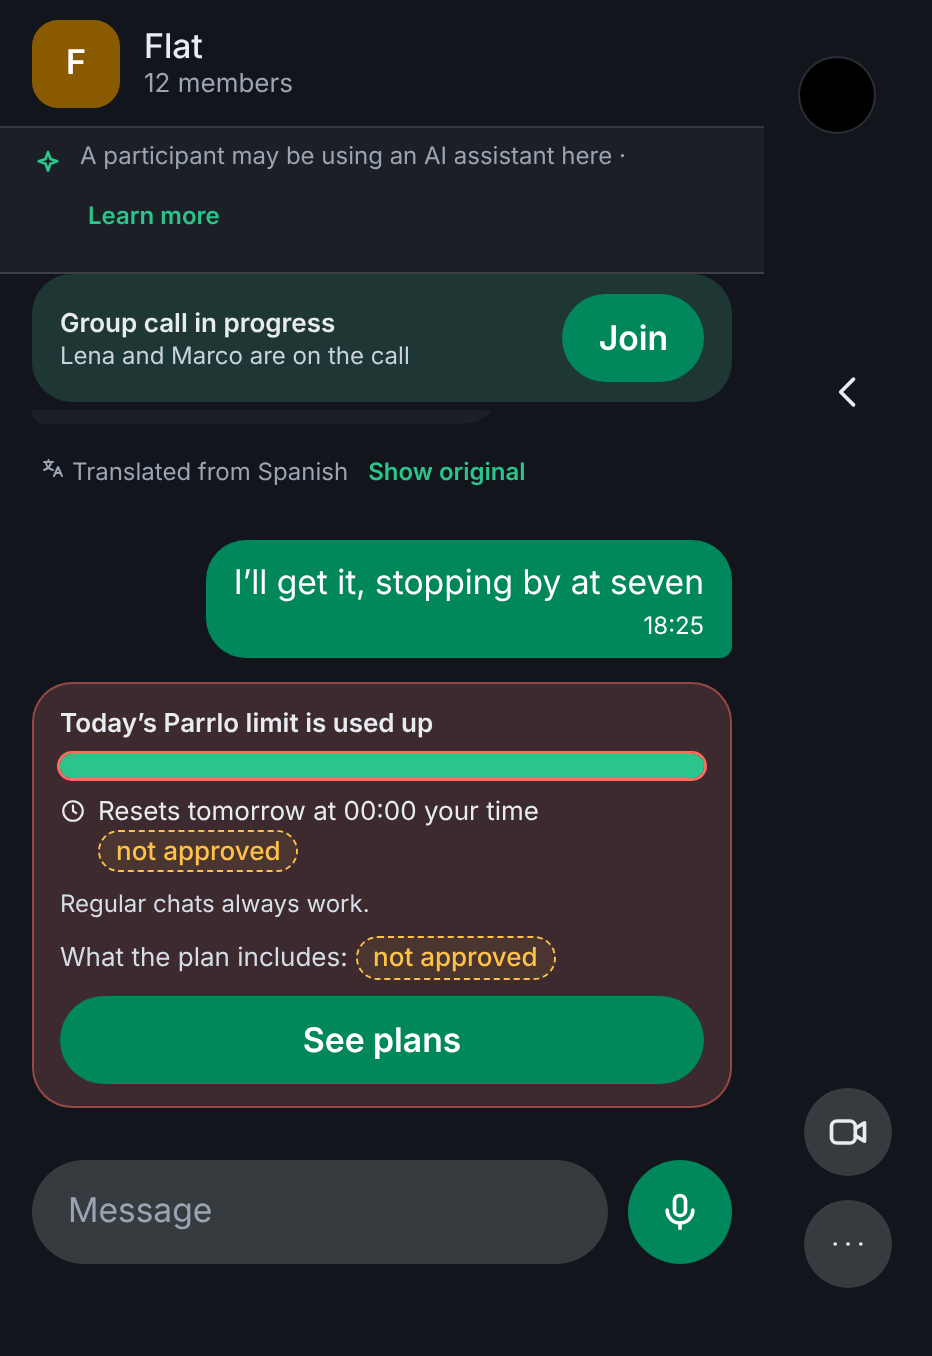 F
Flat
12 members
A participant may be using an AI assistant here ·
Learn more
Group call in progress
Lena and Marco are on the call
Join
Translated from Spanish Show original
I’ll get it, stopping by at seven
18:25
Today’s Parrlo limit is used up
Resets tomorrow at 00:00 your time
not approved
Regular chats always work.
What the plan includes: not approved
See plans
Message